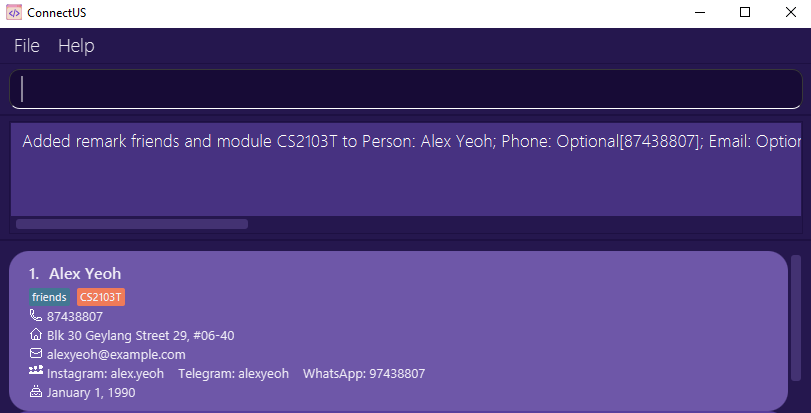 ConnectUS
File Help
Added remark friends and module CS2103T to Person: Alex Yeoh; Phone: Optional[87438807]; Email: Option
1. Alex Yeoh
friends CS2103T
87438807
Blk 30 Geylang Street 29, #06-40
alexyeoh@example.com
Instagram: alex.yeoh Telegram: alexyeoh WhatsApp: 97438807
January 1, 1990